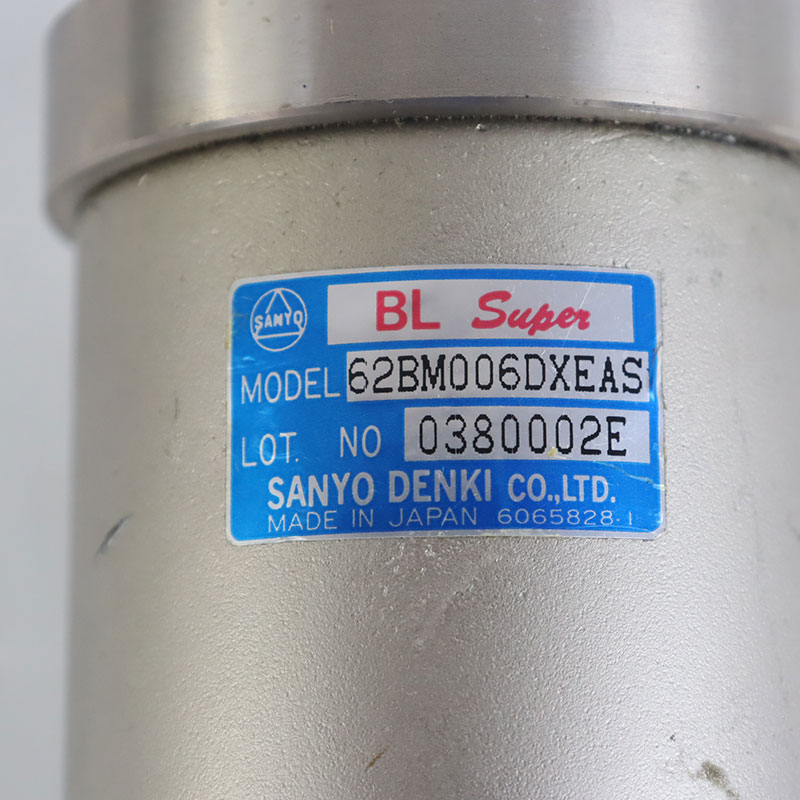 SANYO
BL Super
MODEL 62BM006DXEAS
LOT. NO 0380002E
SANYO DENKI CO.,LTD.
MADE IN JAPAN 6065828-1